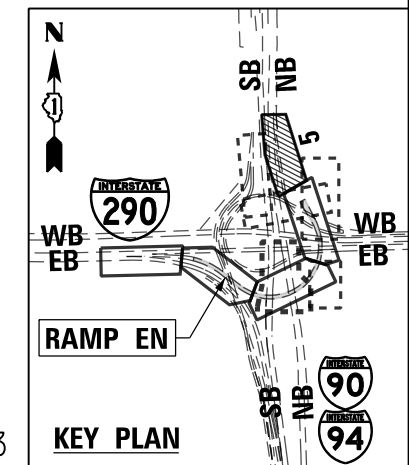 N
1
SB
NB
5
INTERSTATE
290
WB
EB
WB
EB
RAMP EN
SB
NB
INTERSTATE
90
INTERSTATE
94
3
KEY PLAN